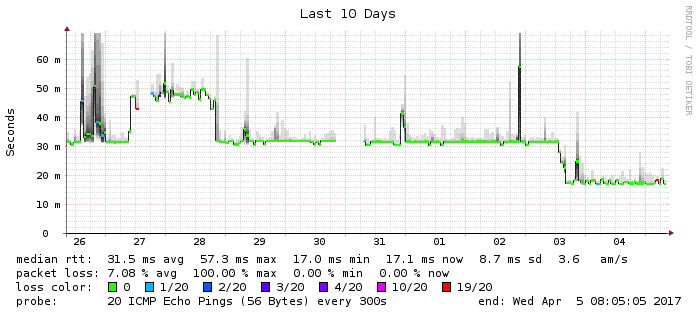 Last 10 Days
RRDTOOL / TOBI OETIKER
Seconds
60 m
50 m
40 m
30 m
20 m
10 m
0
26 27 28 29 30 31 01 02 03 04
median rtt: 31.5 ms avg 57.3 ms max 17.0 ms min 17.1 ms now 8.7 ms sd 3.6 am/s
packet loss: 7.08 % avg 100.00 % max 0.00 % min 0.00 % now
loss color: 0 1/20 2/20 3/20 4/20 10/20 19/20
probe: 20 ICMP Echo Pings (56 Bytes) every 300s end: Wed Apr 5 08:05:05 2017